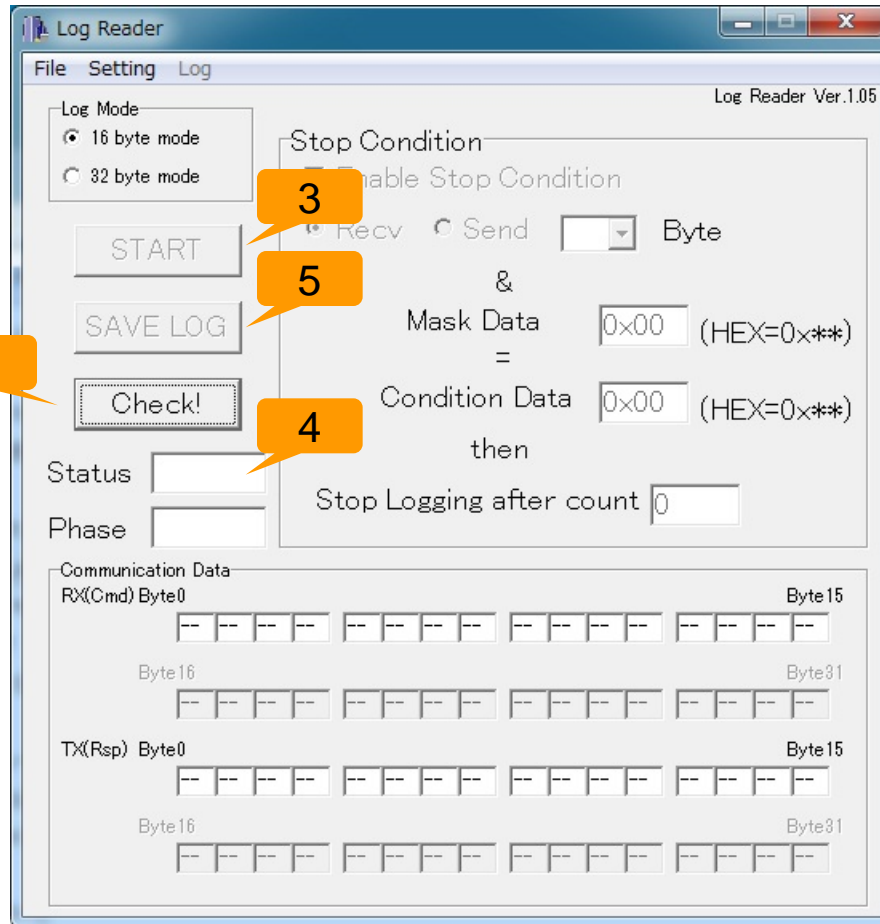 Log Reader
File Setting Log
Log Reader Ver.1.05
Log Mode
16 byte mode
32 byte mode
Stop Condition
Enable Stop Condition
3
Recv Send Byte
START
&
5
SAVE LOG
Mask Data 0x00 (HEX=0x**)
=
Check!
Condition Data 0x00 (HEX=0x**)
4
then
Status
Stop Logging after count 0
Phase
Communication Data
RX(Cmd) Byte0 Byte15
-- -- -- -- -- -- -- -- -- -- -- -- -- -- -- --
Byte16 Byte31
-- -- -- -- -- -- -- -- -- -- -- -- -- -- -- --
TX(Rsp) Byte0 Byte15
-- -- -- -- -- -- -- -- -- -- -- -- -- -- -- --
Byte16 Byte31
-- -- -- -- -- -- -- -- -- -- -- -- -- -- -- --